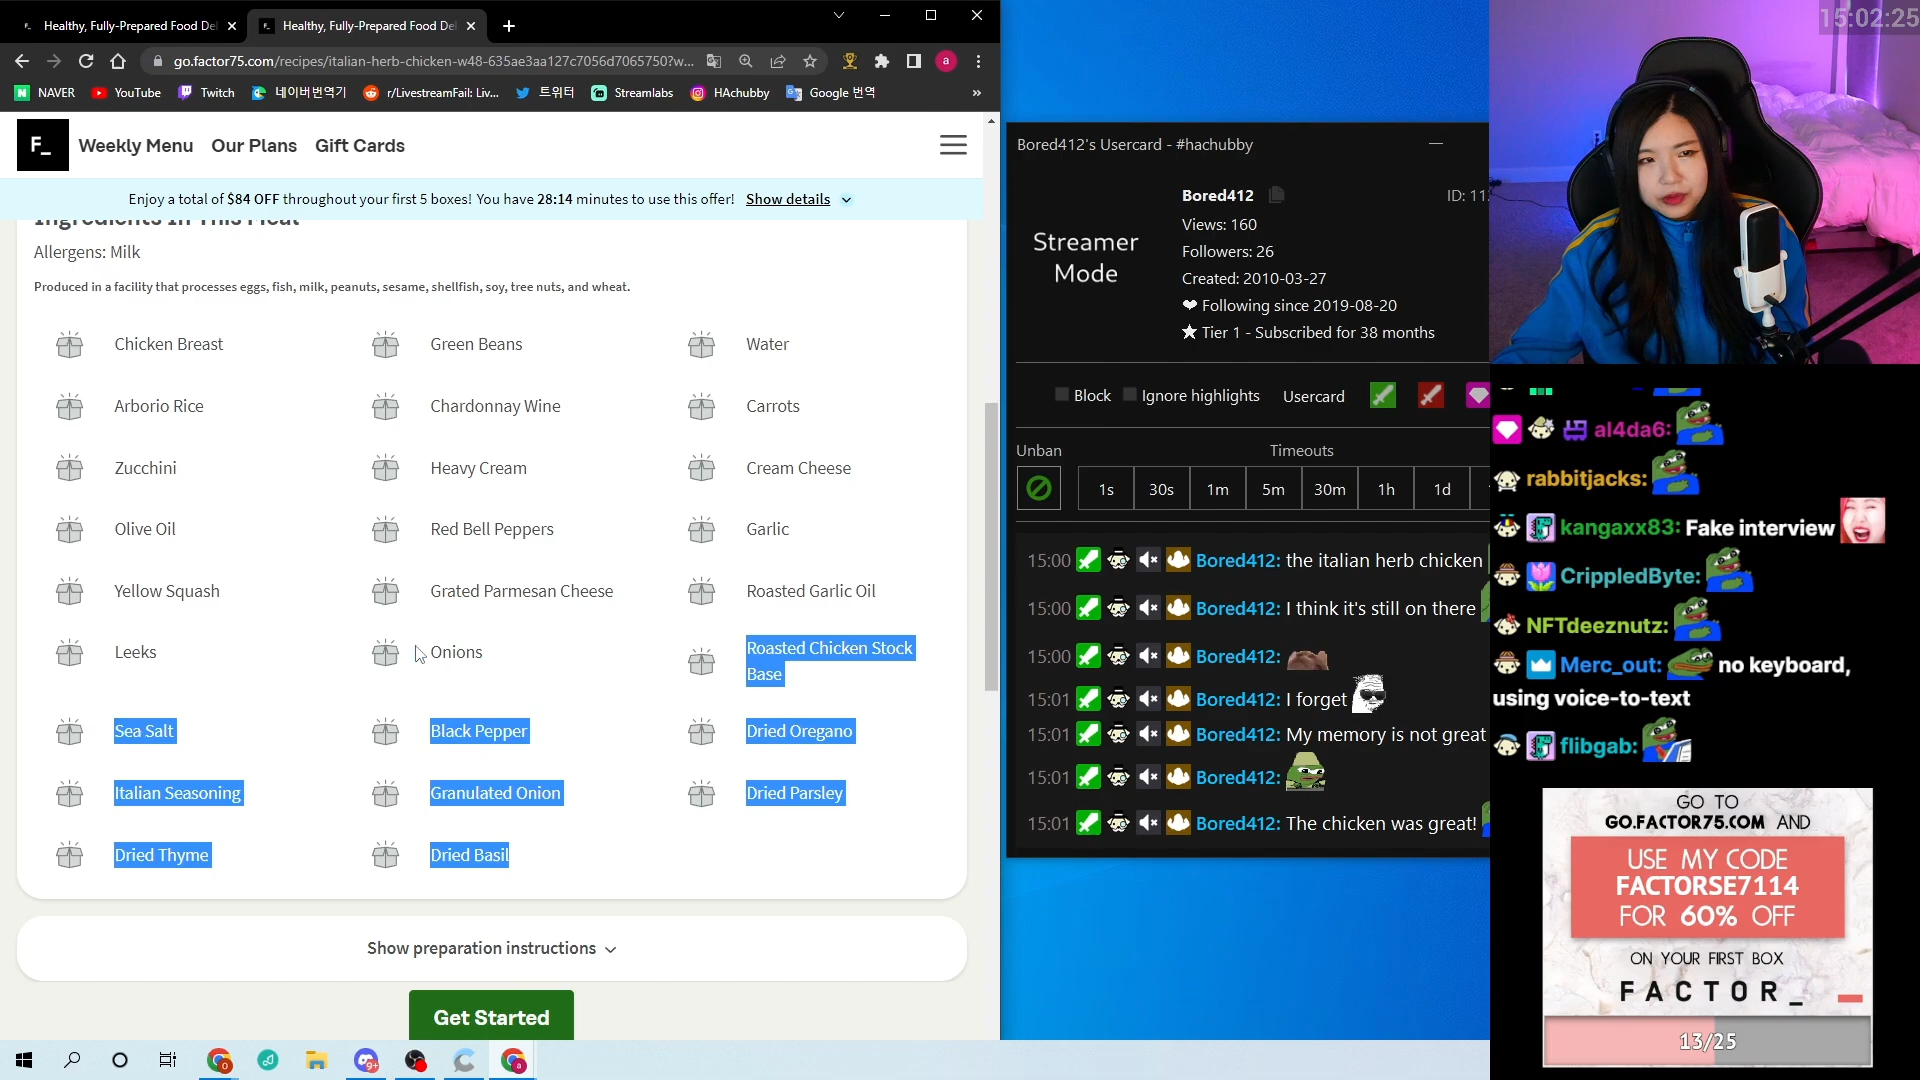 Healthy, Fully-Prepared Food Del
Healthy, Fully-Prepared Food Del
go.factor75.com/recipes/italian-herb-chicken-w48-635ae3aa127c7056d7065750?w...
NAVER
YouTube
Twitch
네이버번역기
r/LivestreamFail: Liv...
트위터
Streamlabs
HAchubby
Google 번역
»
F_
Weekly Menu
Our Plans
Gift Cards
Enjoy a total of $84 OFF throughout your first 5 boxes! You have 28:14 minutes to use this offer! Show details
Ingredients In This Meal
Allergens: Milk
Produced in a facility that processes eggs, fish, milk, peanuts, sesame, shellfish, soy, tree nuts, and wheat.
Chicken Breast
Green Beans
Water
Arborio Rice
Chardonnay Wine
Carrots
Zucchini
Heavy Cream
Cream Cheese
Olive Oil
Red Bell Peppers
Garlic
Yellow Squash
Grated Parmesan Cheese
Roasted Garlic Oil
Leeks
Onions
Roasted Chicken Stock
Base
Sea Salt
Black Pepper
Dried Oregano
Italian Seasoning
Granulated Onion
Dried Parsley
Dried Thyme
Dried Basil
Show preparation instructions
Get Started
Bored412's Usercard - #hachubby
Streamer
Mode
Bored412
ID: 11
Views: 160
Followers: 26
Created: 2010-03-27
Following since 2019-08-20
Tier 1 - Subscribed for 38 months
Block
Ignore highlights
Usercard
Unban
Timeouts
1s
30s
1m
5m
30m
1h
1d
15:00 Bored412: the italian herb chicken
15:00 Bored412: I think it's still on there
15:00 Bored412:
15:01 Bored412: I forget
15:01 Bored412: My memory is not great
15:01 Bored412:
15:01 Bored412: The chicken was great!
15:02:25
al4da6:
rabbitjacks:
kangaxx83: Fake interview
CrippledByte:
NFTdeeznutz:
Merc_out: no keyboard,
using voice-to-text
flibgab:
GO TO
GO.FACTOR75.COM AND
USE MY CODE
FACTORSE7114
FOR 60% OFF
ON YOUR FIRST BOX
FACTOR_
13/25
9+